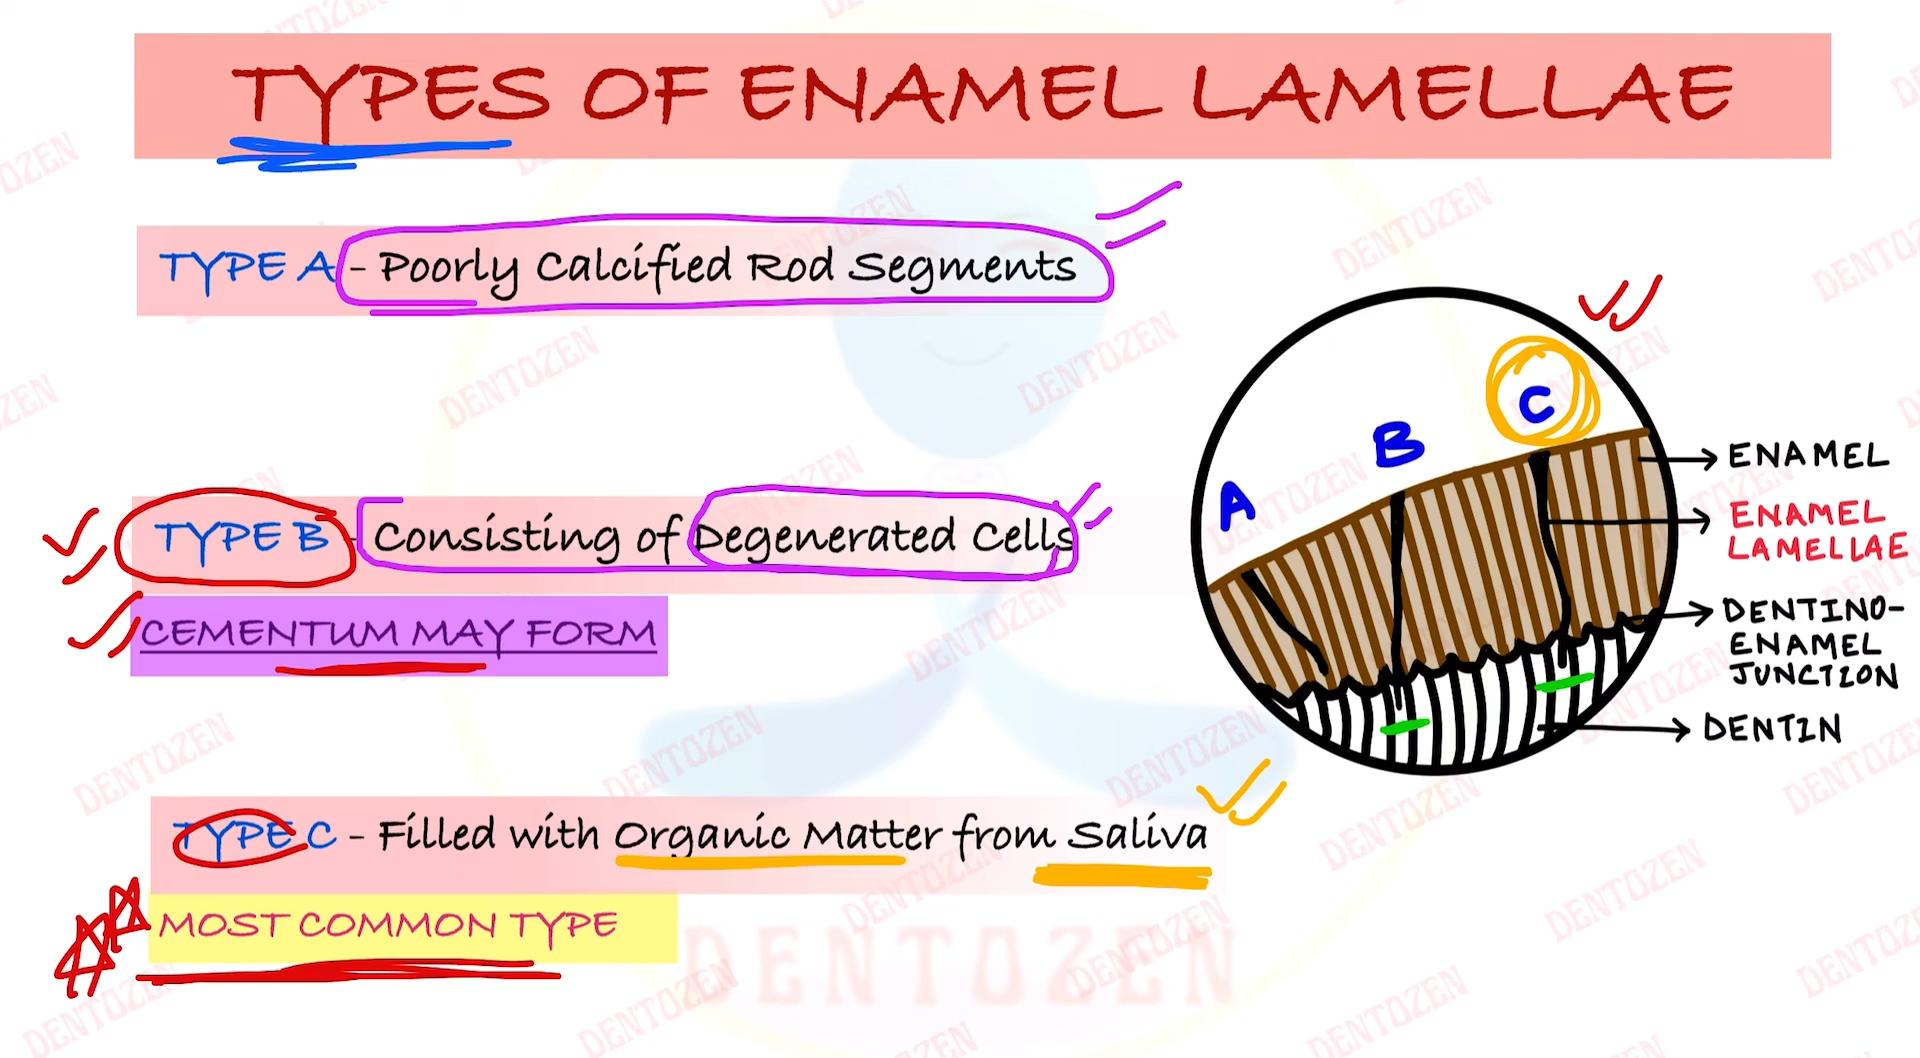 TYPES OF ENAMEL LAMELLAE
TYPE A - Poorly Calcified Rod Segments
TYPE B - Consisting of Degenerated Cells
CEMENTUM MAY FORM
TYPE C - Filled with Organic Matter from Saliva
MOST COMMON TYPE
A
B
C
ENAMEL
ENAMEL
LAMELLAE
DENTINO-
ENAMEL
JUNCTION
DENTIN
DENTOZEN